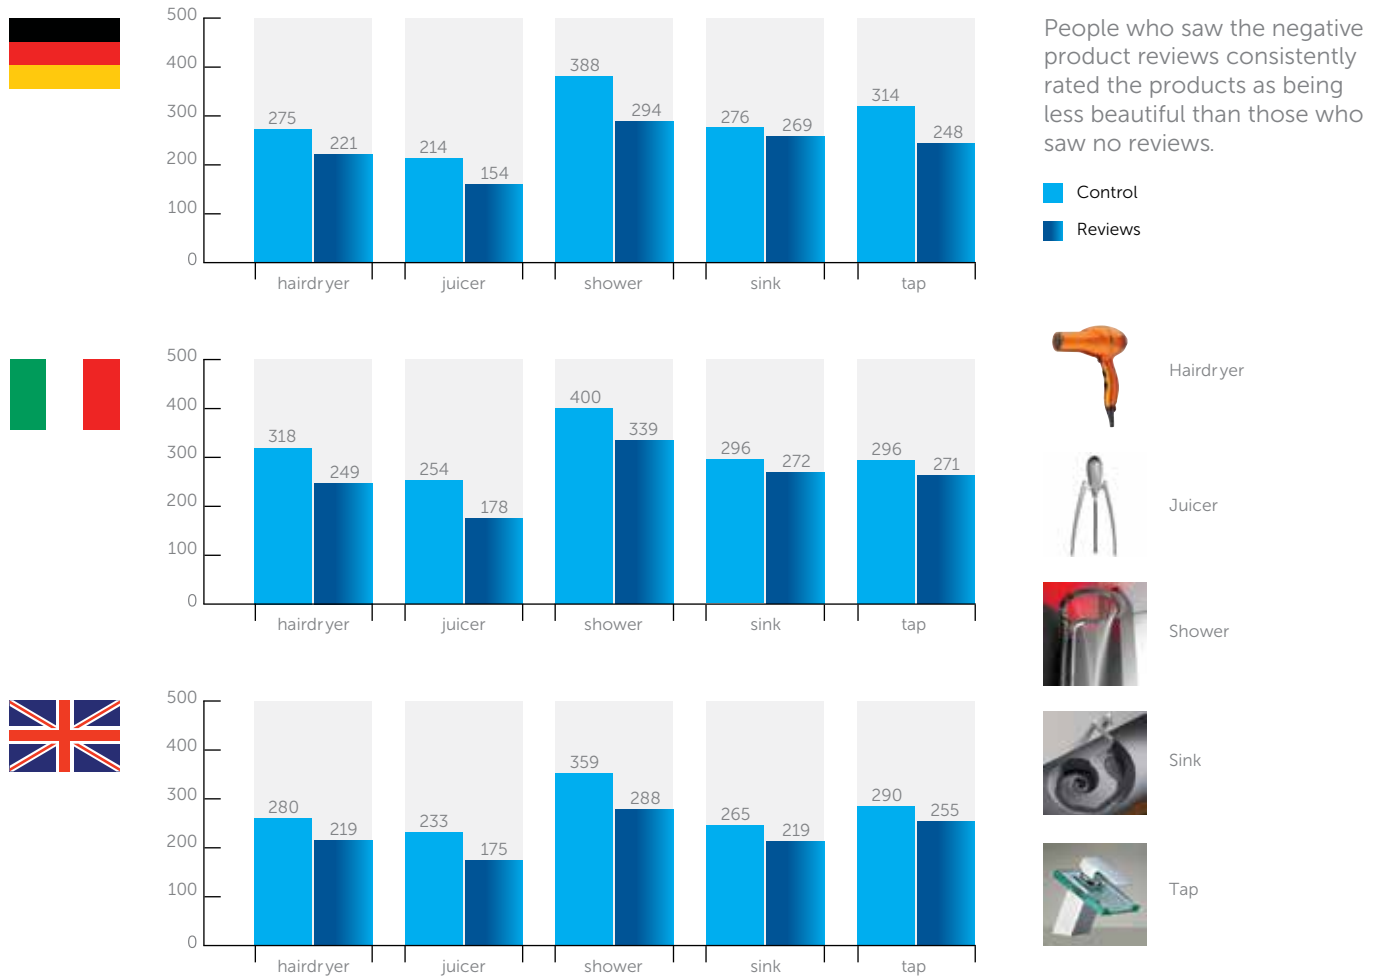 People who saw the negative
product reviews consistently
rated the products as being
less beautiful than those who
saw no reviews.
Control
Reviews
500
400
300
200
100
0
275
221
214
154
388
294
276
269
314
248
hairdryer
juicer
shower
sink
tap
500
400
300
200
100
0
318
249
254
178
400
339
296
272
296
271
hairdryer
juicer
shower
sink
tap
500
400
300
200
100
0
280
219
233
175
359
288
265
219
290
255
hairdryer
juicer
shower
sink
tap
Hairdryer
Juicer
Shower
Sink
Tap